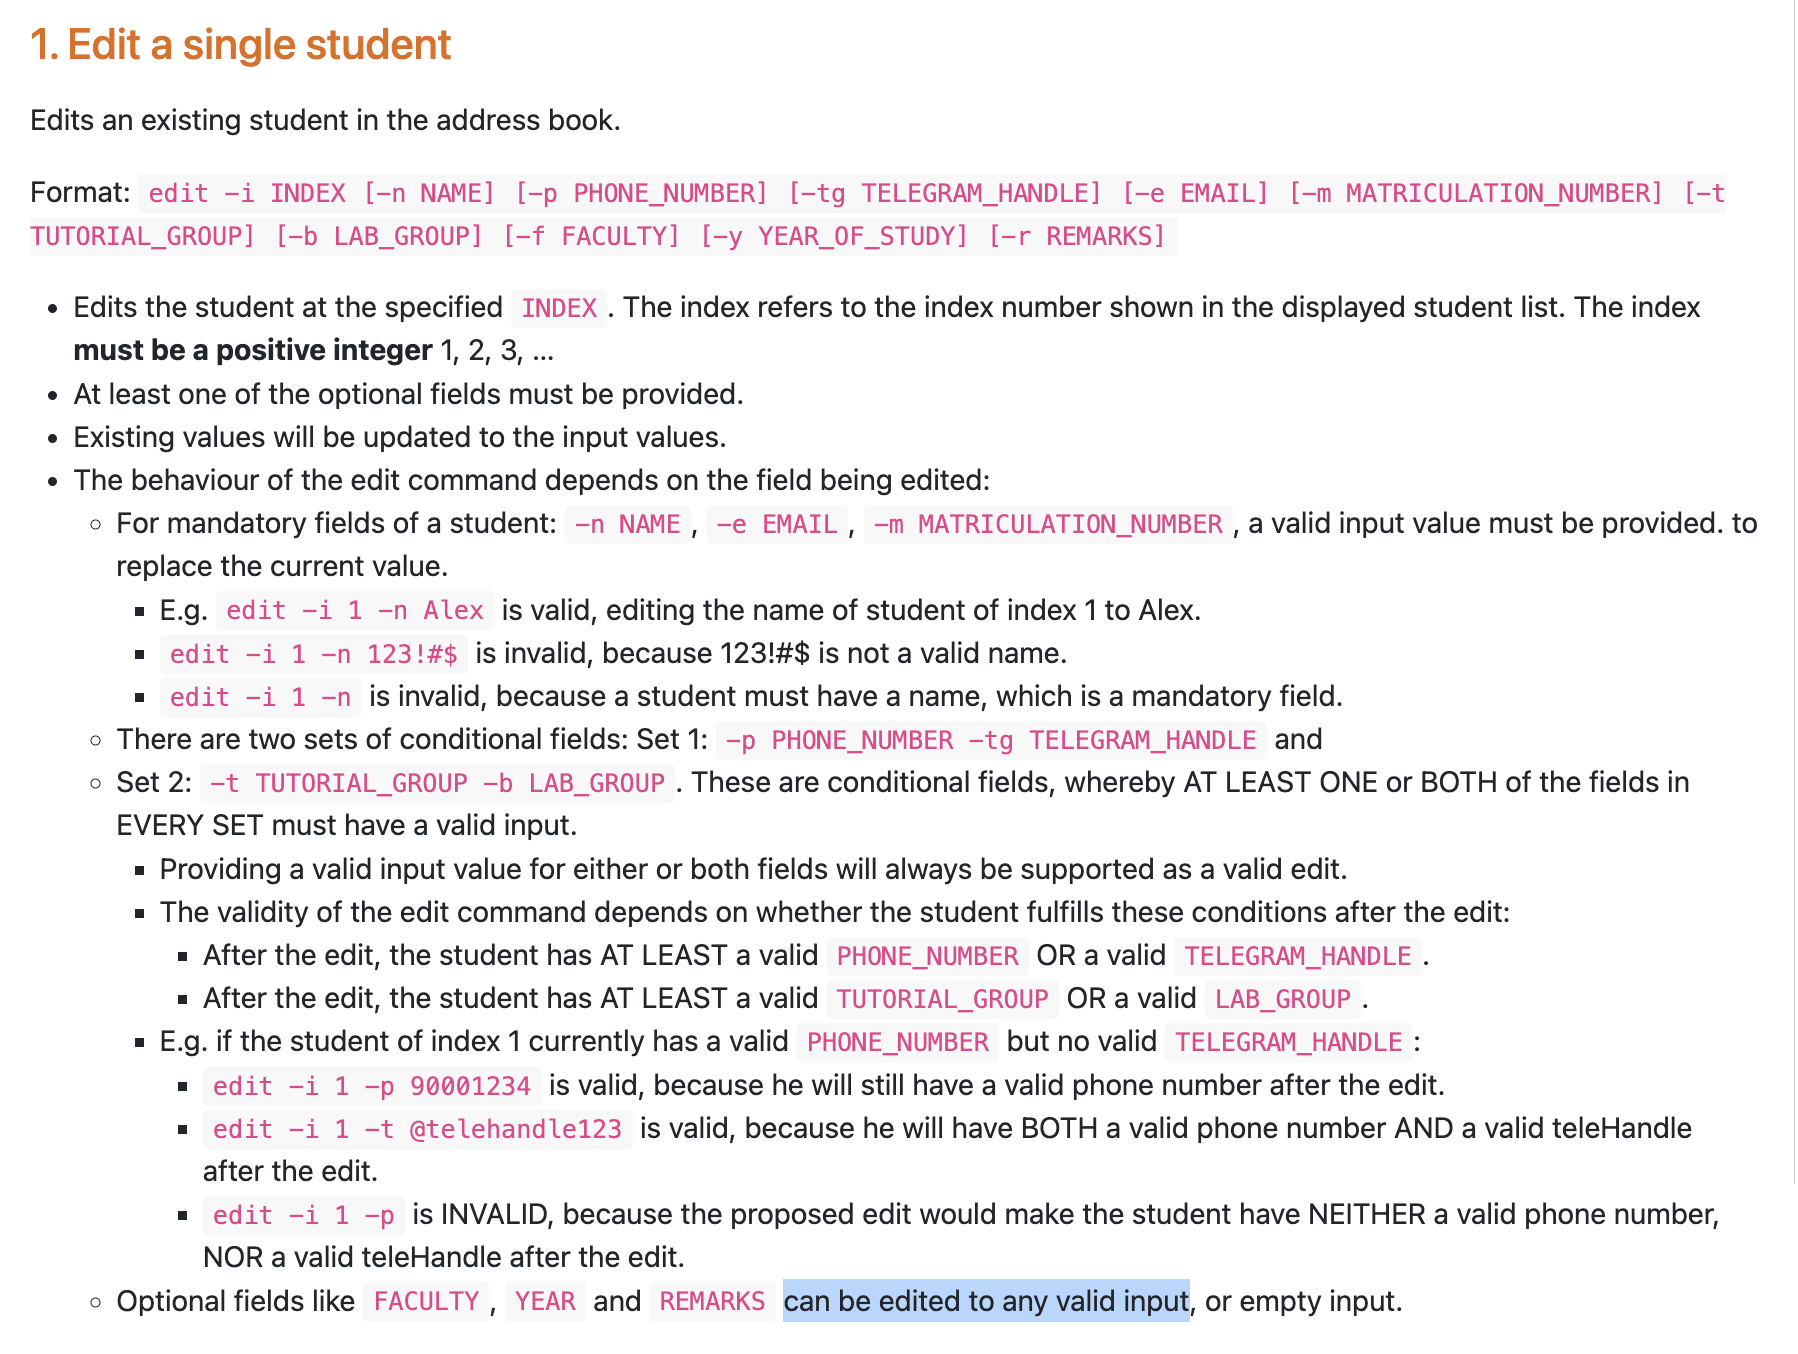 1. Edit a single student
Edits an existing student in the address book.
Format: edit -i INDEX [-n NAME] [-p PHONE_NUMBER] [-tg TELEGRAM_HANDLE] [-e EMAIL] [-m MATRICULATION_NUMBER] [-t
TUTORIAL_GROUP] [-b LAB_GROUP] [-f FACULTY] [-y YEAR_OF_STUDY] [-r REMARKS]
• Edits the student at the specified INDEX . The index refers to the index number shown in the displayed student list. The index
must be a positive integer 1, 2, 3, …
• At least one of the optional fields must be provided.
• Existing values will be updated to the input values.
• The behaviour of the edit command depends on the field being edited:
◦ For mandatory fields of a student: -n NAME , -e EMAIL , -m MATRICULATION_NUMBER , a valid input value must be provided. to
replace the current value.
▪ E.g. edit -i 1 -n Alex is valid, editing the name of student of index 1 to Alex.
▪ edit -i 1 -n 123!#$ is invalid, because 123!#$ is not a valid name.
▪ edit -i 1 -n is invalid, because a student must have a name, which is a mandatory field.
◦ There are two sets of conditional fields: Set 1: -p PHONE_NUMBER -tg TELEGRAM_HANDLE and
◦ Set 2: -t TUTORIAL_GROUP -b LAB_GROUP . These are conditional fields, whereby AT LEAST ONE or BOTH of the fields in
EVERY SET must have a valid input.
▪ Providing a valid input value for either or both fields will always be supported as a valid edit.
▪ The validity of the edit command depends on whether the student fulfills these conditions after the edit:
▪ After the edit, the student has AT LEAST a valid PHONE_NUMBER OR a valid TELEGRAM_HANDLE .
▪ After the edit, the student has AT LEAST a valid TUTORIAL_GROUP OR a valid LAB_GROUP .
▪ E.g. if the student of index 1 currently has a valid PHONE_NUMBER but no valid TELEGRAM_HANDLE :
▪ edit -i 1 -p 90001234 is valid, because he will still have a valid phone number after the edit.
▪ edit -i 1 -t @telehandle123 is valid, because he will have BOTH a valid phone number AND a valid teleHandle
after the edit.
▪ edit -i 1 -p is INVALID, because the proposed edit would make the student have NEITHER a valid phone number,
NOR a valid teleHandle after the edit.
◦ Optional fields like FACULTY , YEAR and REMARKS can be edited to any valid input, or empty input.